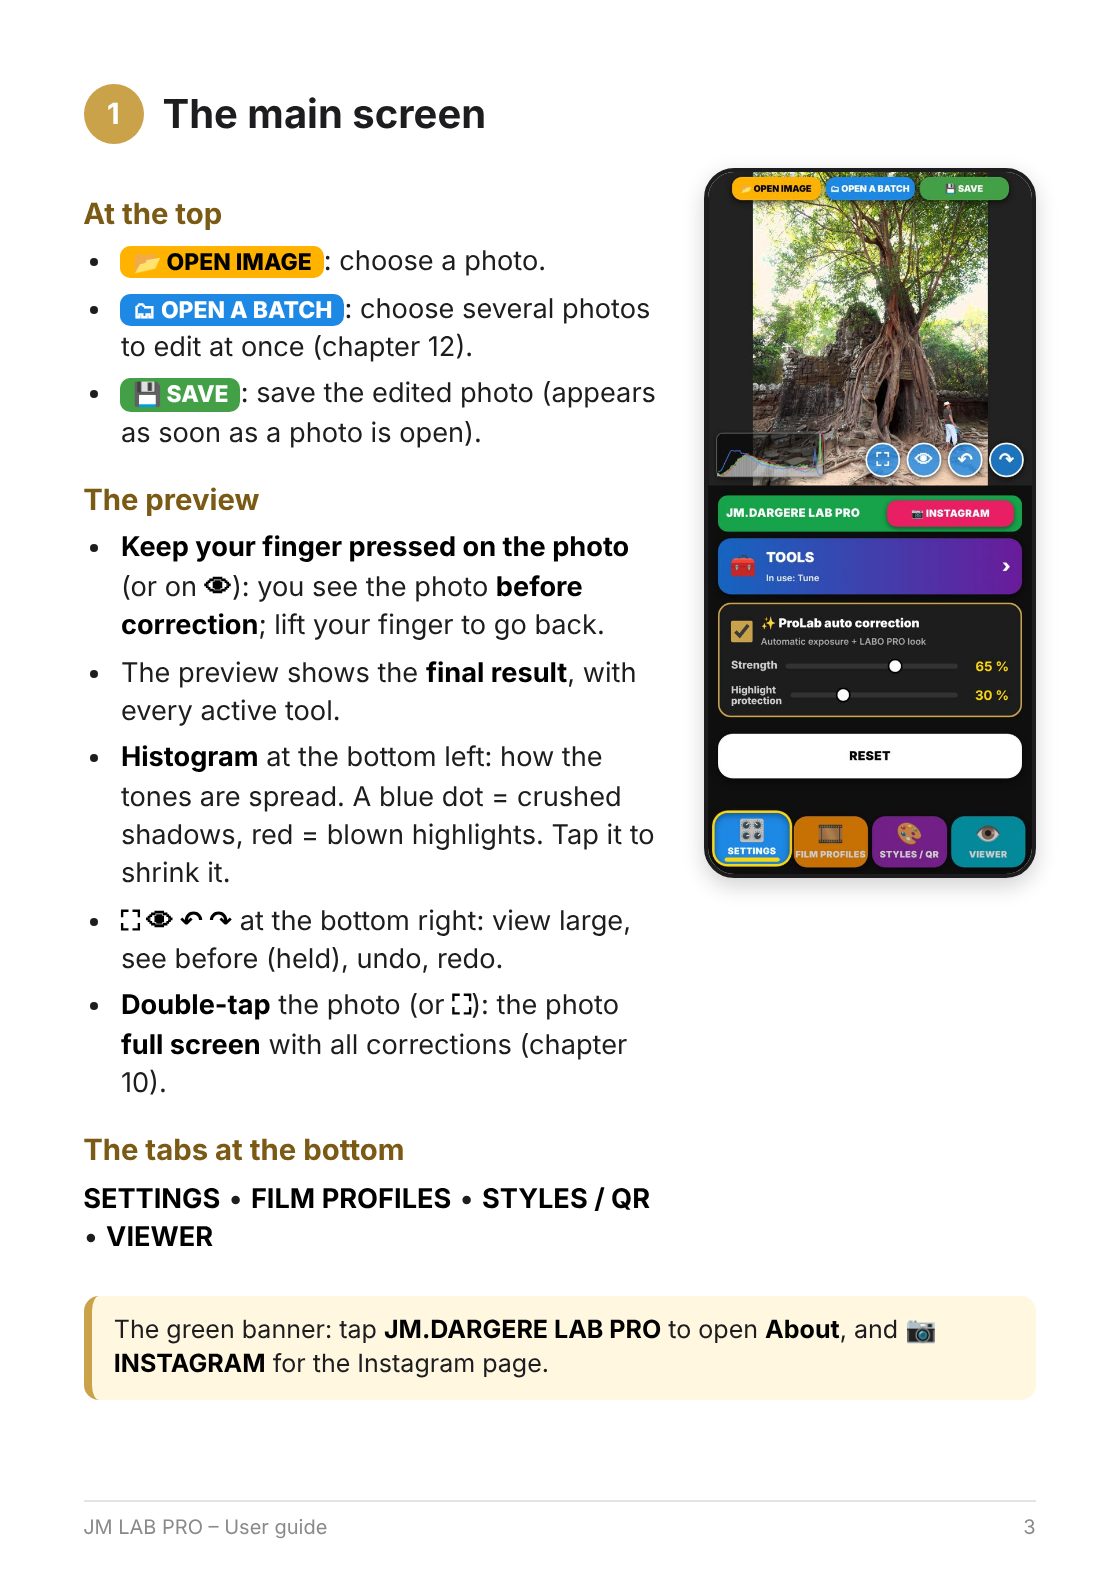 1 The main screen
At the top
• 📂 OPEN IMAGE : choose a photo.
• 🗂 OPEN A BATCH : choose several photos
to edit at once (chapter 12).
• 💾 SAVE : save the edited photo (appears
as soon as a photo is open).
The preview
• Keep your finger pressed on the photo
(or on 👁): you see the photo before
correction; lift your finger to go back.
• The preview shows the final result, with
every active tool.
• Histogram at the bottom left: how the
tones are spread. A blue dot = crushed
shadows, red = blown highlights. Tap it to
shrink it.
• ⛶ 👁 ↶ ↷ at the bottom right: view large,
see before (held), undo, redo.
• Double-tap the photo (or ⛶): the photo
full screen with all corrections (chapter
10).
The tabs at the bottom
SETTINGS • FILM PROFILES • STYLES / QR
• VIEWER
📂 OPEN IMAGE 🗂 OPEN A BATCH 💾 SAVE
JM.DARGERE LAB PRO 📷 INSTAGRAM
🧰 TOOLS ›
In use: Tune
✨ ProLab auto correction
Automatic exposure + LABO PRO look
Strength 65 %
Highlight
protection 30 %
RESET
SETTINGS FILM PROFILES STYLES / QR VIEWER
The green banner: tap JM.DARGERE LAB PRO to open About, and 📷
INSTAGRAM for the Instagram page.
JM LAB PRO – User guide 3